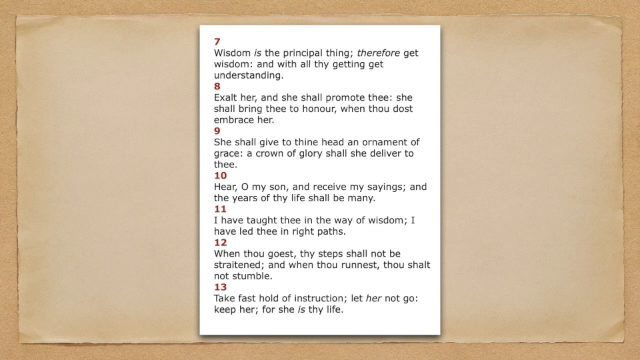 7
Wisdom is the principal thing; therefore get
wisdom: and with all thy getting get
understanding.
8
Exalt her, and she shall promote thee: she
shall bring thee to honour, when thou dost
embrace her.
9
She shall give to thine head an ornament of
grace: a crown of glory shall she deliver to
thee.
10
Hear, O my son, and receive my sayings; and
the years of thy life shall be many.
11
I have taught thee in the way of wisdom; I
have led thee in right paths.
12
When thou goest, thy steps shall not be
straitened; and when thou runnest, thou shalt
not stumble.
13
Take fast hold of instruction; let her not go:
keep her; for she is thy life.